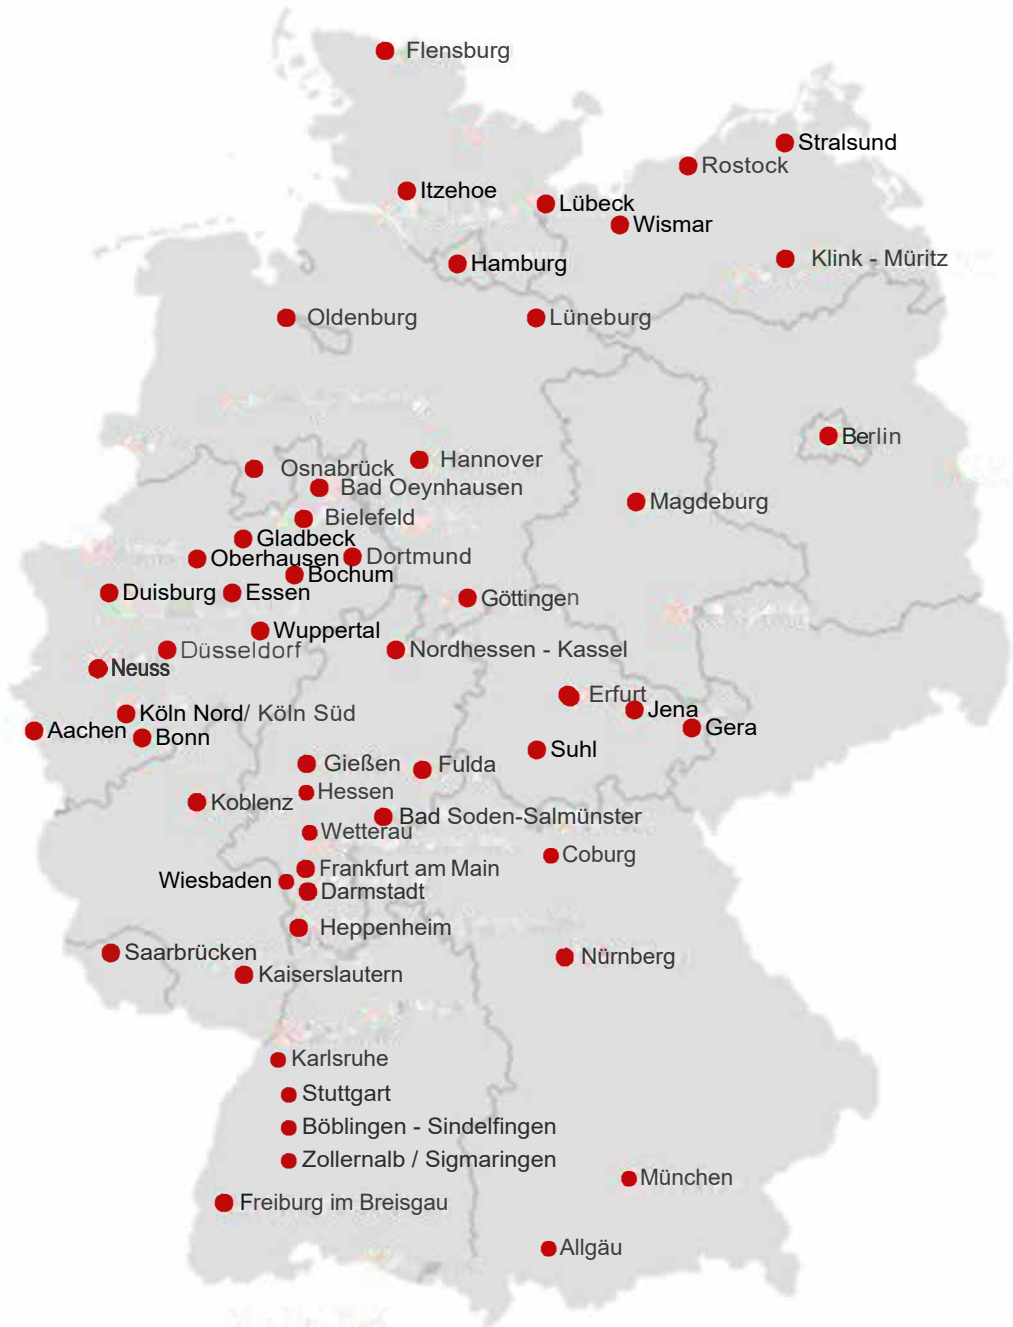 Flensburg
Stralsund
Rostock
Itzehoe
Lübeck
Wismar
Klink - Müritz
Hamburg
Oldenburg
Lüneburg
Berlin
Hannover
Osnabrück
Bad Oeynhausen
Magdeburg
Bielefeld
Gladbeck
Oberhausen
Dortmund
Bochum
Duisburg
Essen
Göttingen
Wuppertal
Düsseldorf
Nordhessen - Kassel
Neuss
Erfurt
Jena
Köln Nord/ Köln Süd
Gera
Aachen
Bonn
Suhl
Gießen
Fulda
Hessen
Koblenz
Bad Soden-Salmünster
Wetterau
Coburg
Frankfurt am Main
Wiesbaden
Darmstadt
Heppenheim
Saarbrücken
Nürnberg
Kaiserslautern
Karlsruhe
Stuttgart
Böblingen - Sindelfingen
Zollernalb / Sigmaringen
München
Freiburg im Breisgau
Allgäu